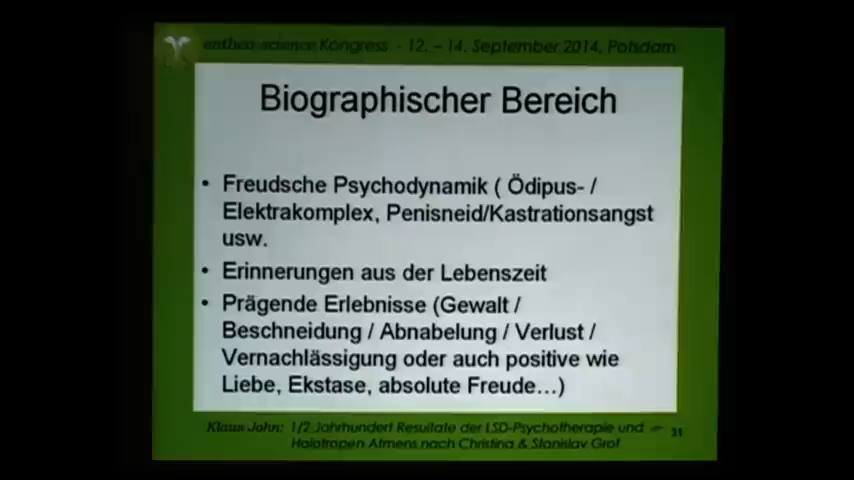 entheo-science Kongress - 12. – 14. September 2014, Potsdam
Biographischer Bereich
• Freudsche Psychodynamik ( Ödipus- /
Elektrakomplex, Penisneid/Kastrationsangst
usw.
• Erinnerungen aus der Lebenszeit
• Prägende Erlebnisse (Gewalt /
Beschneidung / Abnabelung / Verlust /
Vernachlässigung oder auch positive wie
Liebe, Ekstase, absolute Freude…)
Klaus John: 1/2 Jahrhundert Resultate der LSD-Psychotherapie und
31
Holotropen Atmens nach Christina & Stanislav Grof